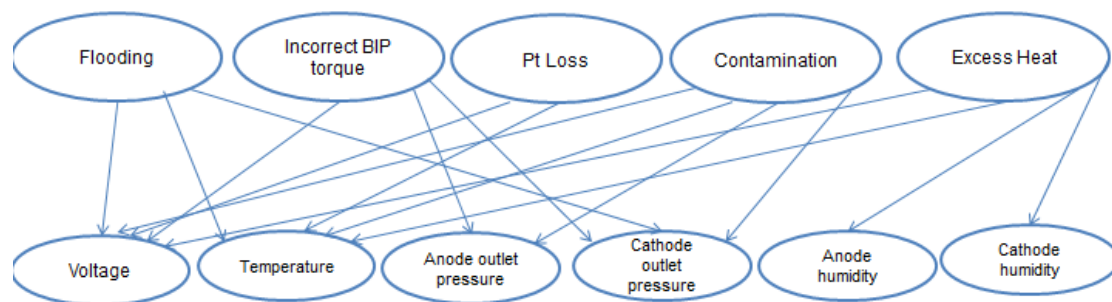 Flooding
Incorrect BIP
torque
Pt Loss
Contamination
Excess Heat
Voltage
Temperature
Anode outlet
pressure
Cathode
outlet
pressure
Anode
humidity
Cathode
humidity